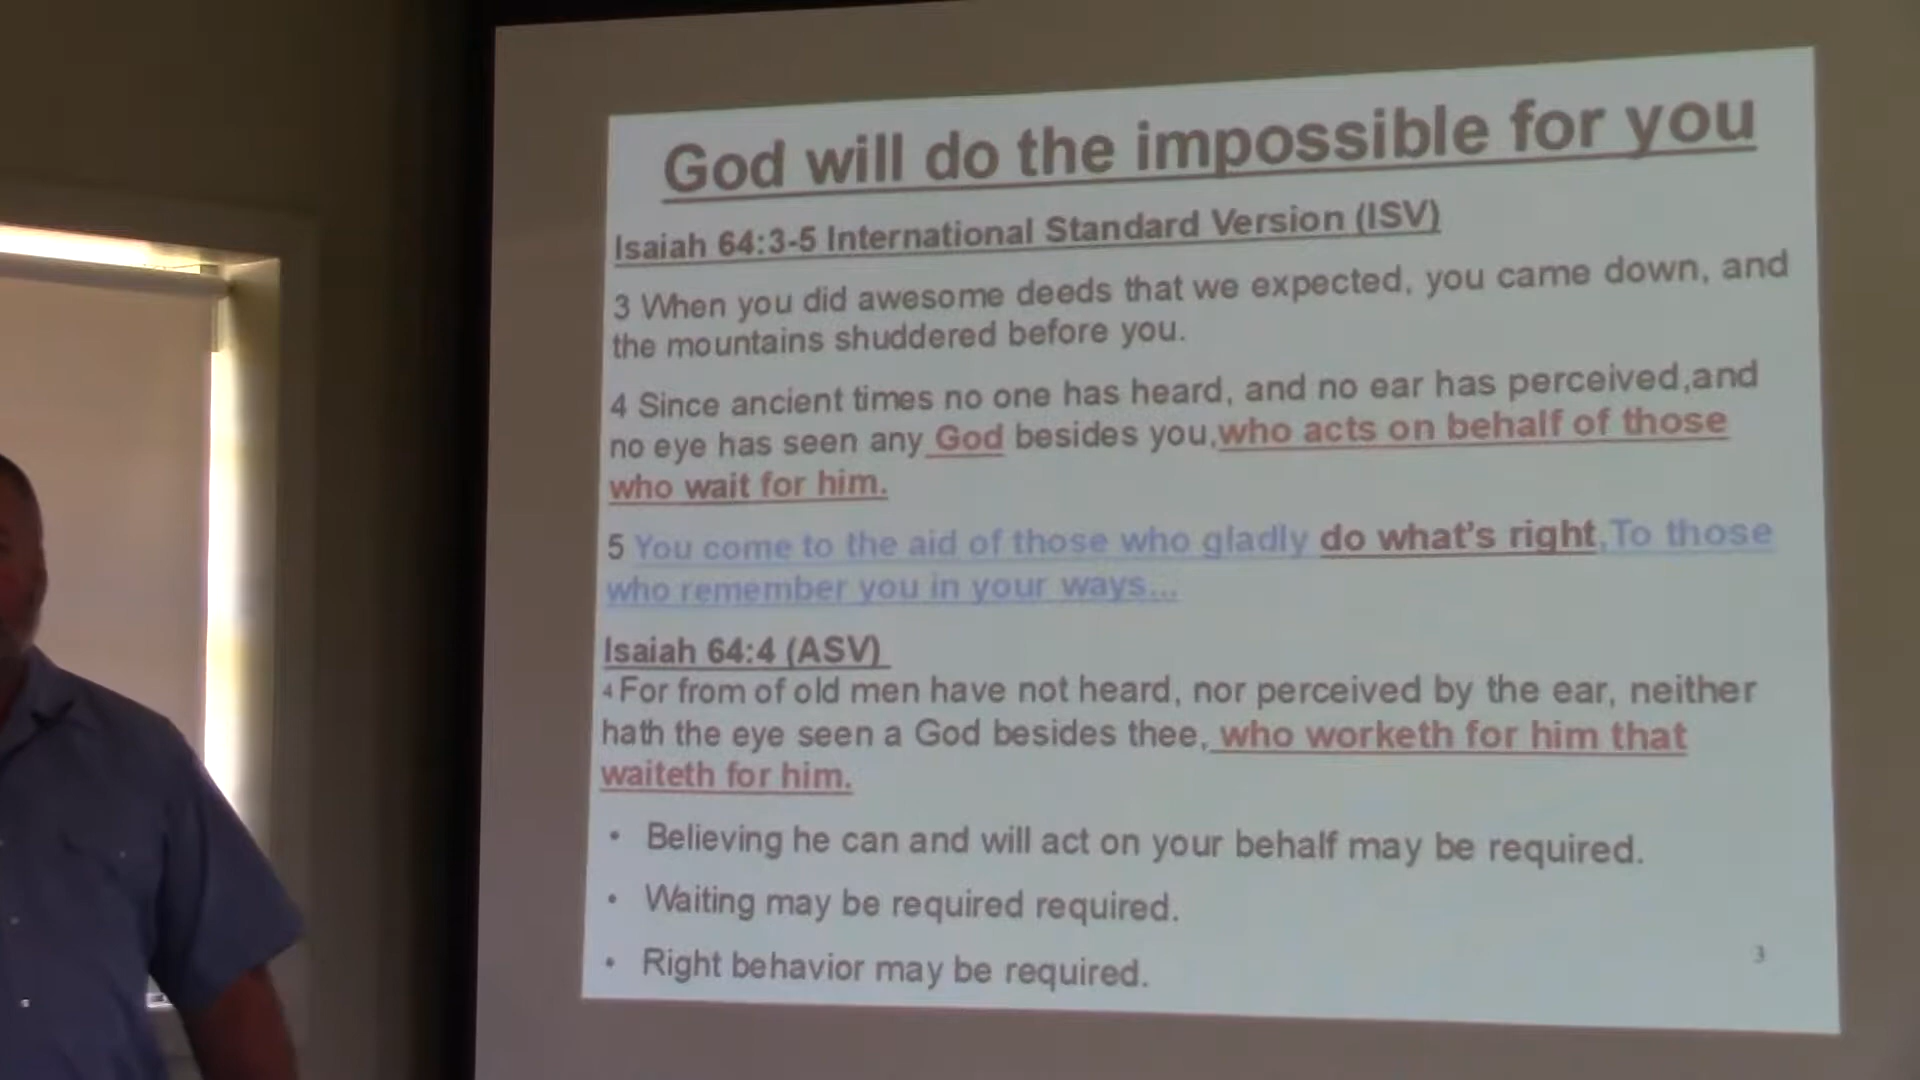 God will do the impossible for you
Isaiah 64:3-5 International Standard Version (ISV)
3 When you did awesome deeds that we expected, you came down, and
the mountains shuddered before you.
4 Since ancient times no one has heard, and no ear has perceived,and
no eye has seen any God besides you,who acts on behalf of those
who wait for him.
5 You come to the aid of those who gladly do what's right,To those
who remember you in your ways...
Isaiah 64:4 (ASV)
4 For from of old men have not heard, nor perceived by the ear, neither
hath the eye seen a God besides thee, who worketh for him that
waiteth for him.
• Believing he can and will act on your behalf may be required.
• Waiting may be required required.
• Right behavior may be required.
3